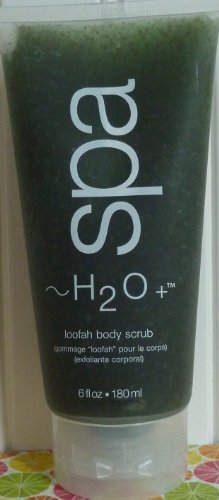 spa
~H2O+™
loofah body scrub
(gommage "loofah" pour le corps)
(exfoliante corporal)
6 fl oz • 180 ml